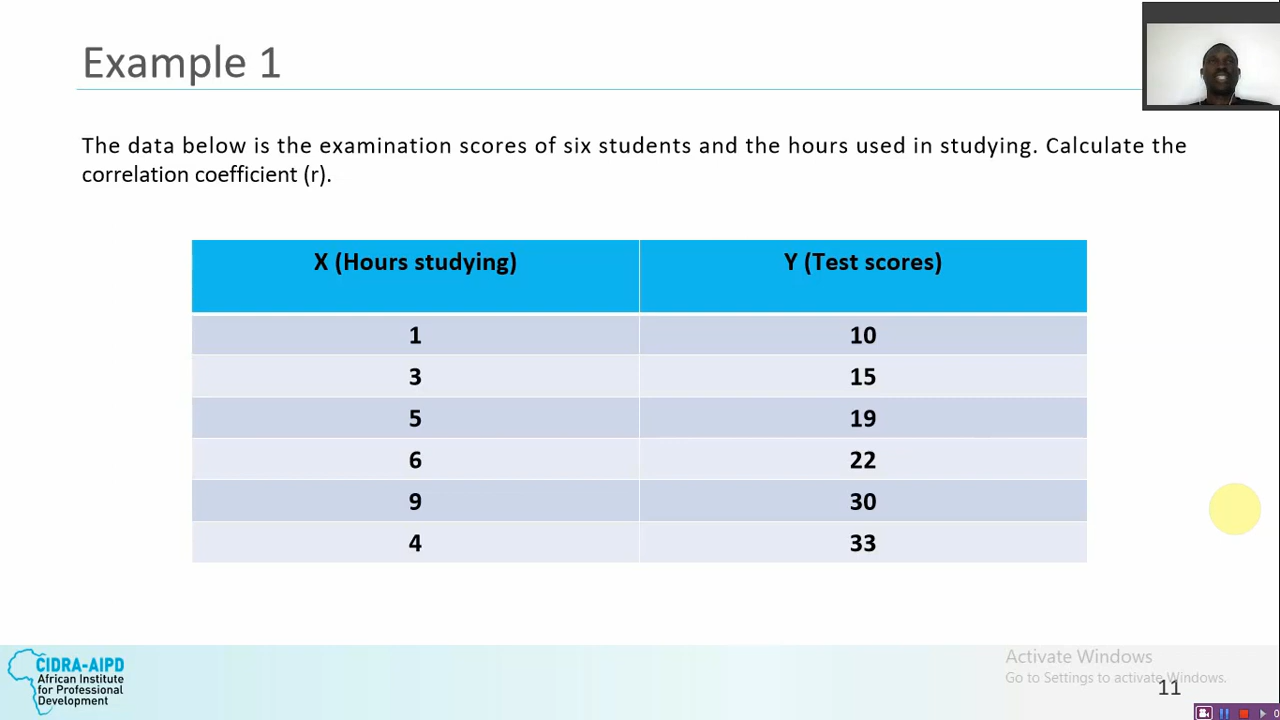 Example 1
The data below is the examination scores of six students and the hours used in studying. Calculate the
correlation coefficient (r).
X (Hours studying) Y (Test scores)
1 10
3 15
5 19
6 22
9 30
4 33
CIDRA-AIPD
African Institute
for Professional
Development
Activate Windows
Go to Settings to activate Windows.
11
0